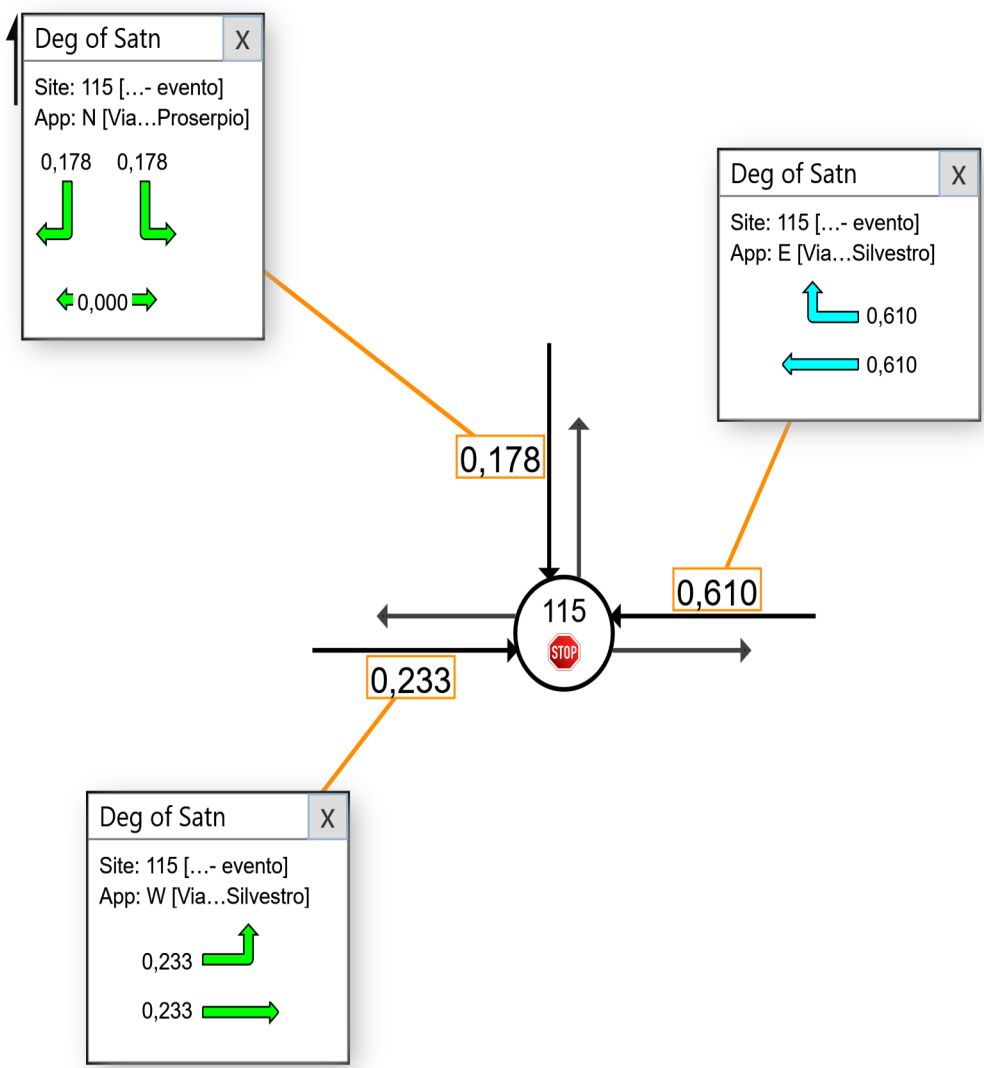 Deg of Satn X
Site: 115 [...- evento]
App: N [Via...Proserpio]
0,178 0,178
0,000
Deg of Satn X
Site: 115 [...- evento]
App: E [Via...Silvestro]
0,610
0,610
0,178
0,610
115
STOP
0,233
Deg of Satn X
Site: 115 [...- evento]
App: W [Via...Silvestro]
0,233
0,233